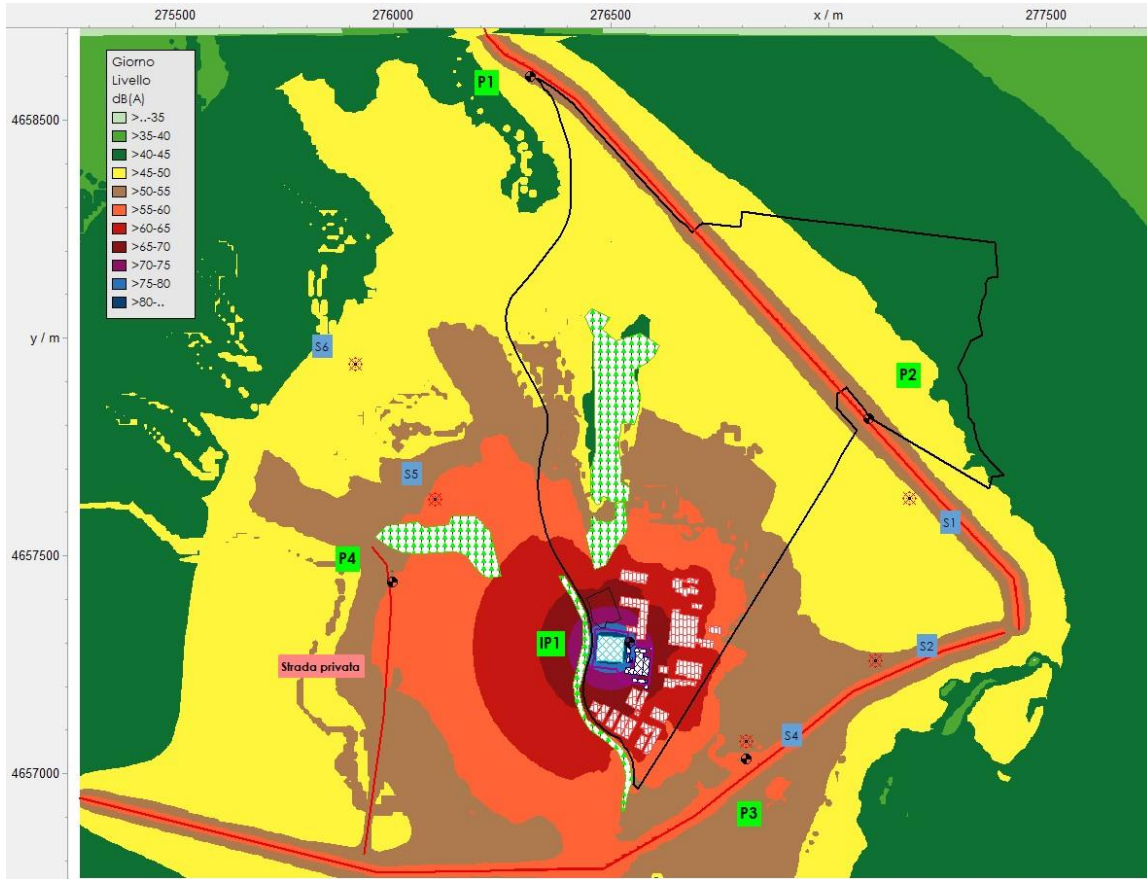 275500 276000 276500 x / m 277500
Giorno
Livello
dB(A)
>..-35
>35-40
>40-45
>45-50
>50-55
>55-60
>60-65
>65-70
>70-75
>75-80
>80-..
P1
4658500
y / m
S6
P2
S5
S1
4657500
P4
IP1
S2
Strada privata
S4
4657000
P3